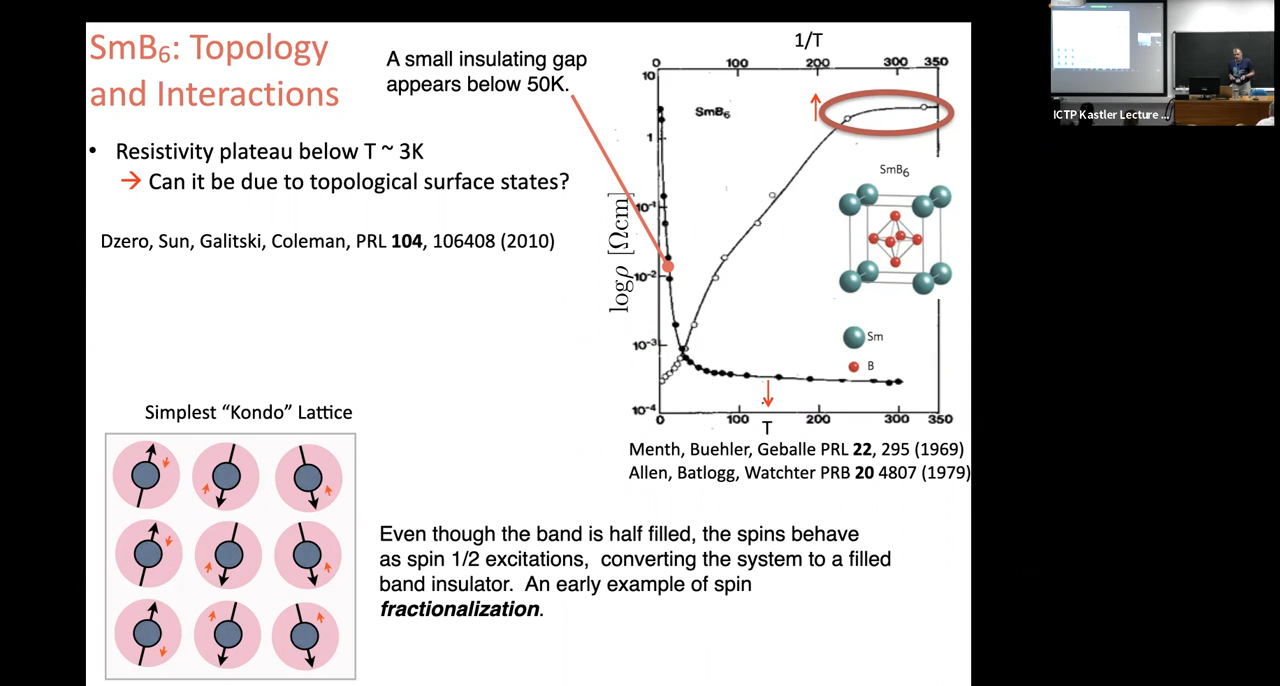 SmB6: Topology
and Interactions
A small insulating gap
appears below 50K.
• Resistivity plateau below T ~ 3K
→ Can it be due to topological surface states?
Dzero, Sun, Galitski, Coleman, PRL 104, 106408 (2010)
1/T
0 100 200 300 350
10
1
10-1
10-2
10-3
10-4
logρ [Ωcm]
SmB6
SmB6
Sm
B
0 100 200 300 350
T
Menth, Buehler, Geballe PRL 22, 295 (1969)
Allen, Batlogg, Watchter PRB 20 4807 (1979)
Simplest “Kondo” Lattice
Even though the band is half filled, the spins behave
as spin 1/2 excitations, converting the system to a filled
band insulator. An early example of spin
fractionalization.
ICTP Kastler Lecture ...